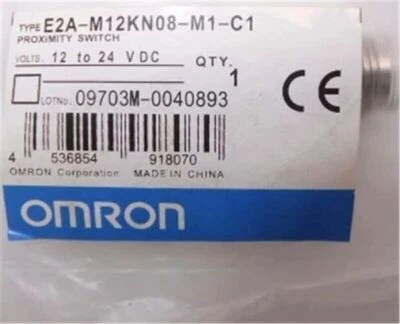 TYPE E2A-M12KN08-M1-C1
PROXIMITY SWITCH
VOLTS. 12 to 24 V DC QTY.
1
LOTNo. 09703M-0040893
CE
4 536854 918070
OMRON Corporation MADE IN CHINA
OMRON